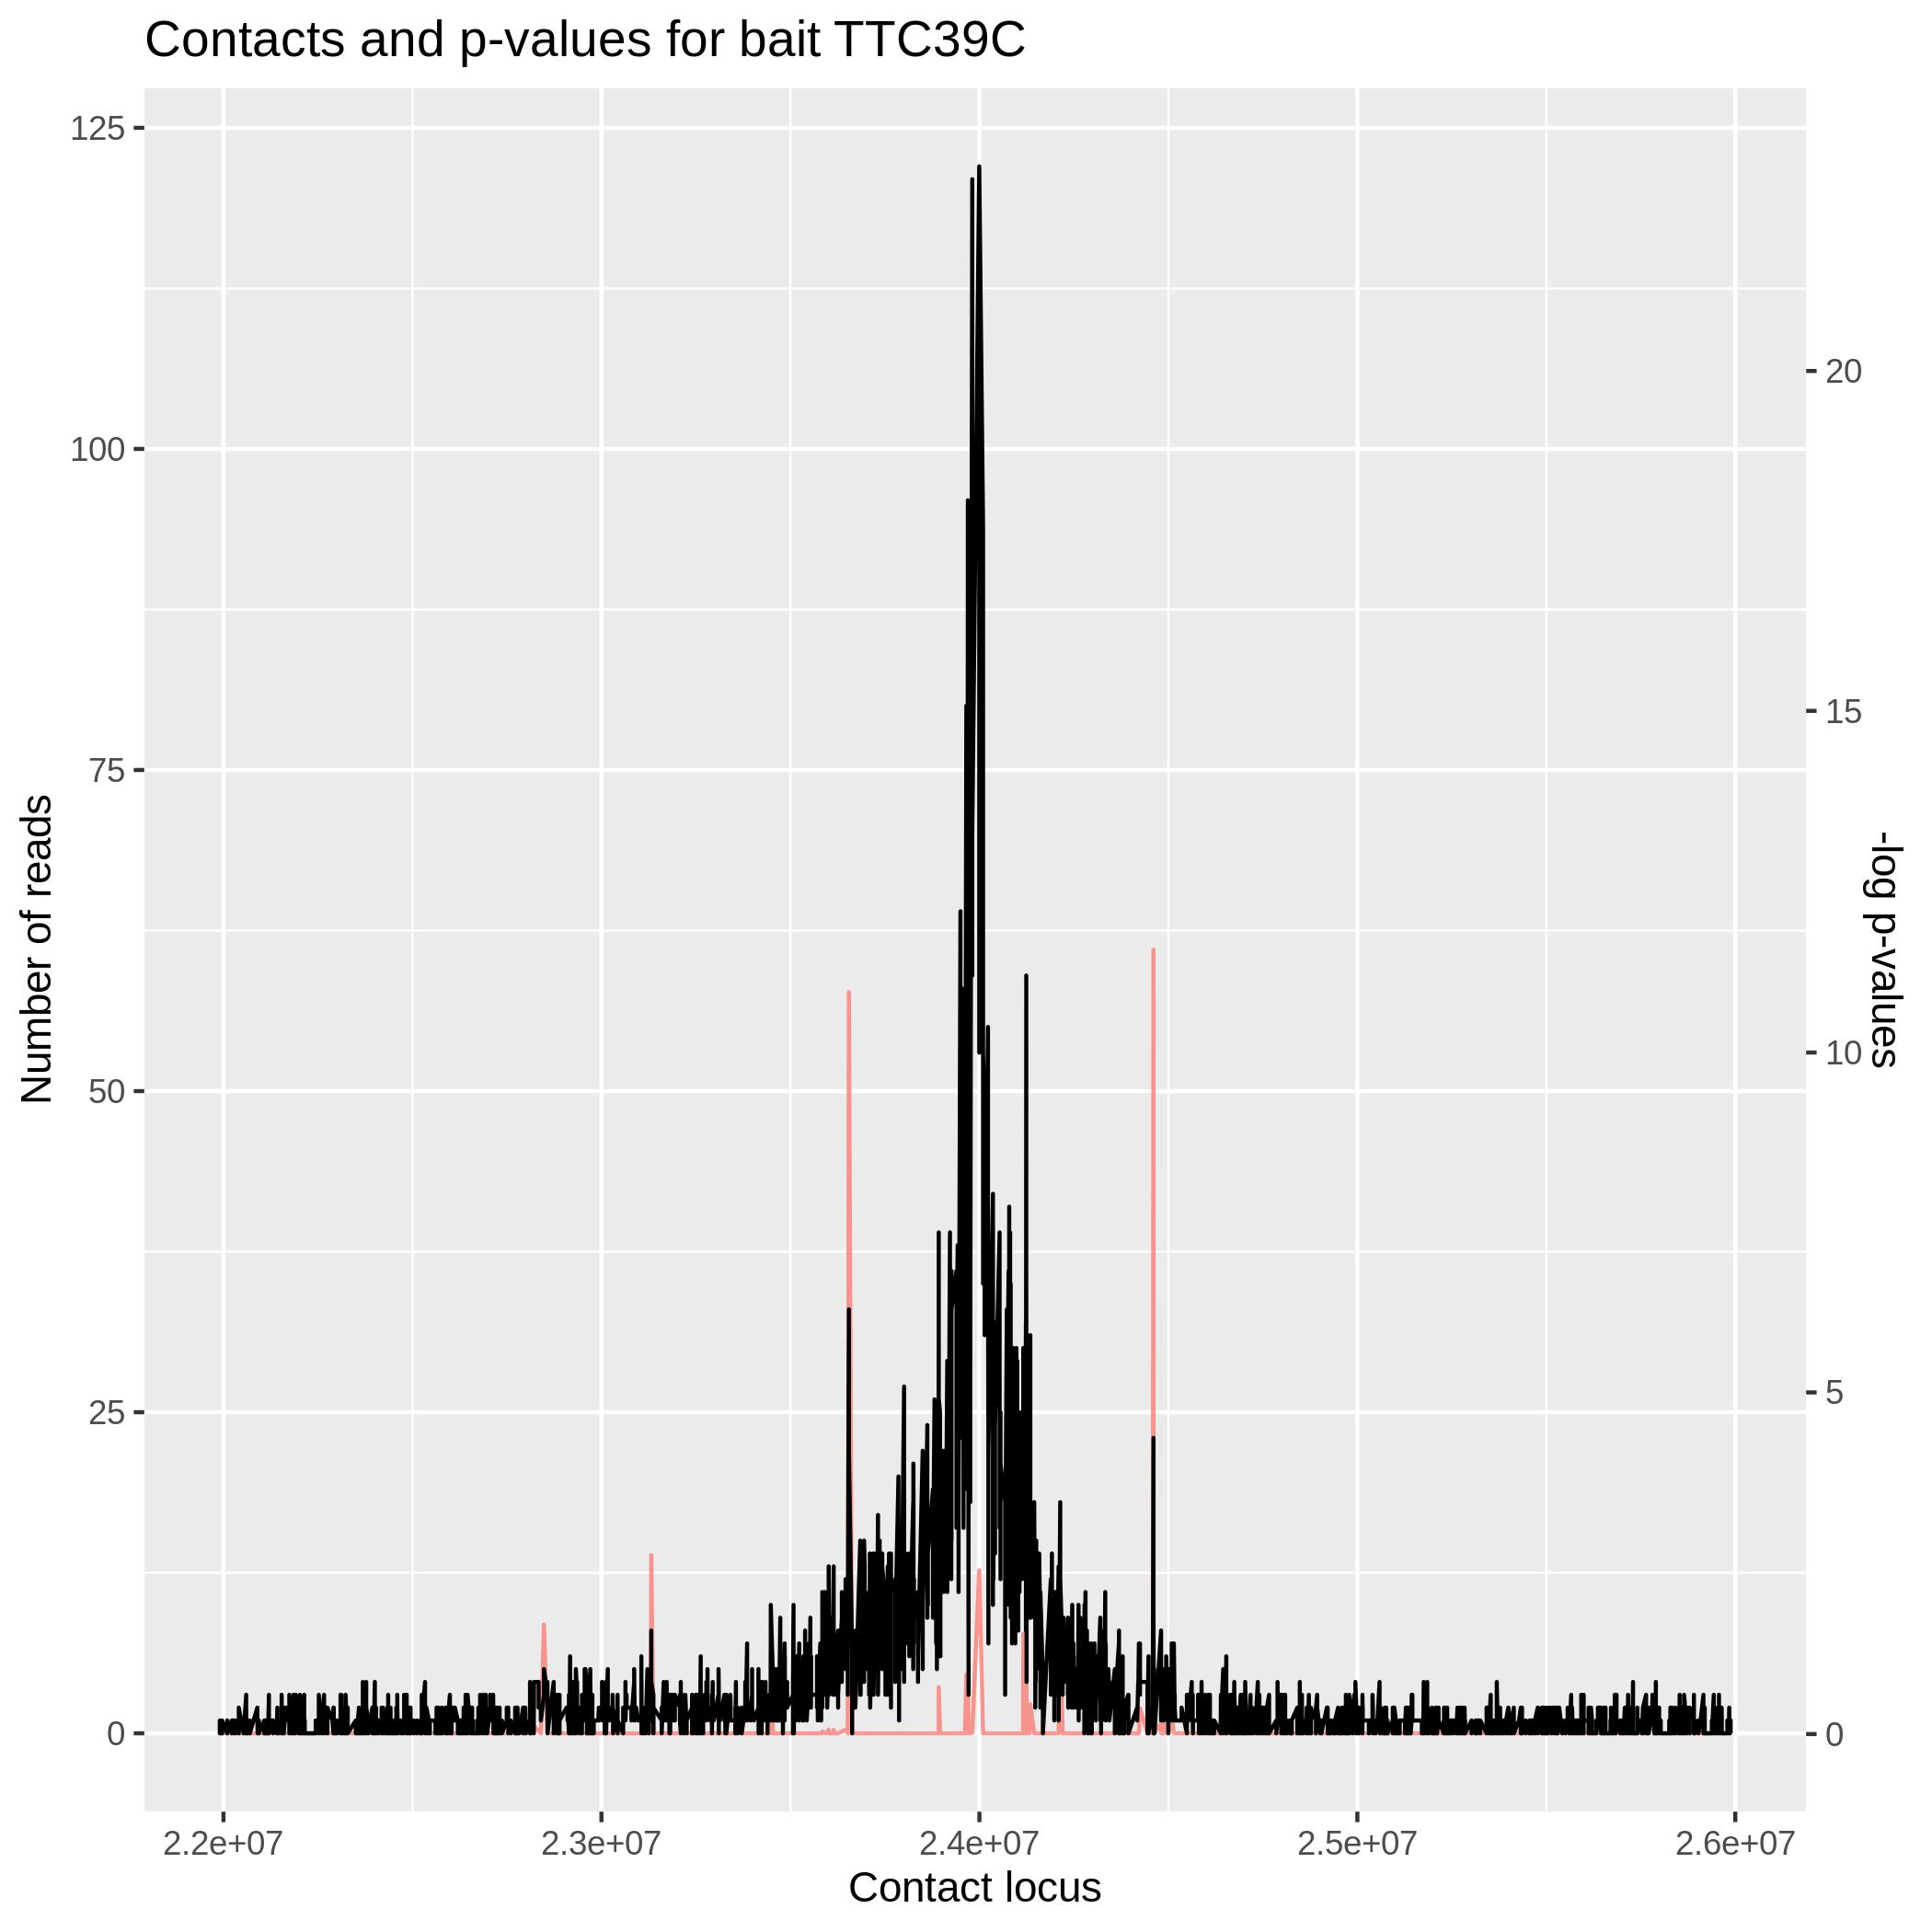 Contacts and p-values for bait TTC39C
125
100
75
50
25
0
Number of reads
20
15
10
5
0
-log p-values
2.2e+07 2.3e+07 2.4e+07 2.5e+07 2.6e+07
Contact locus